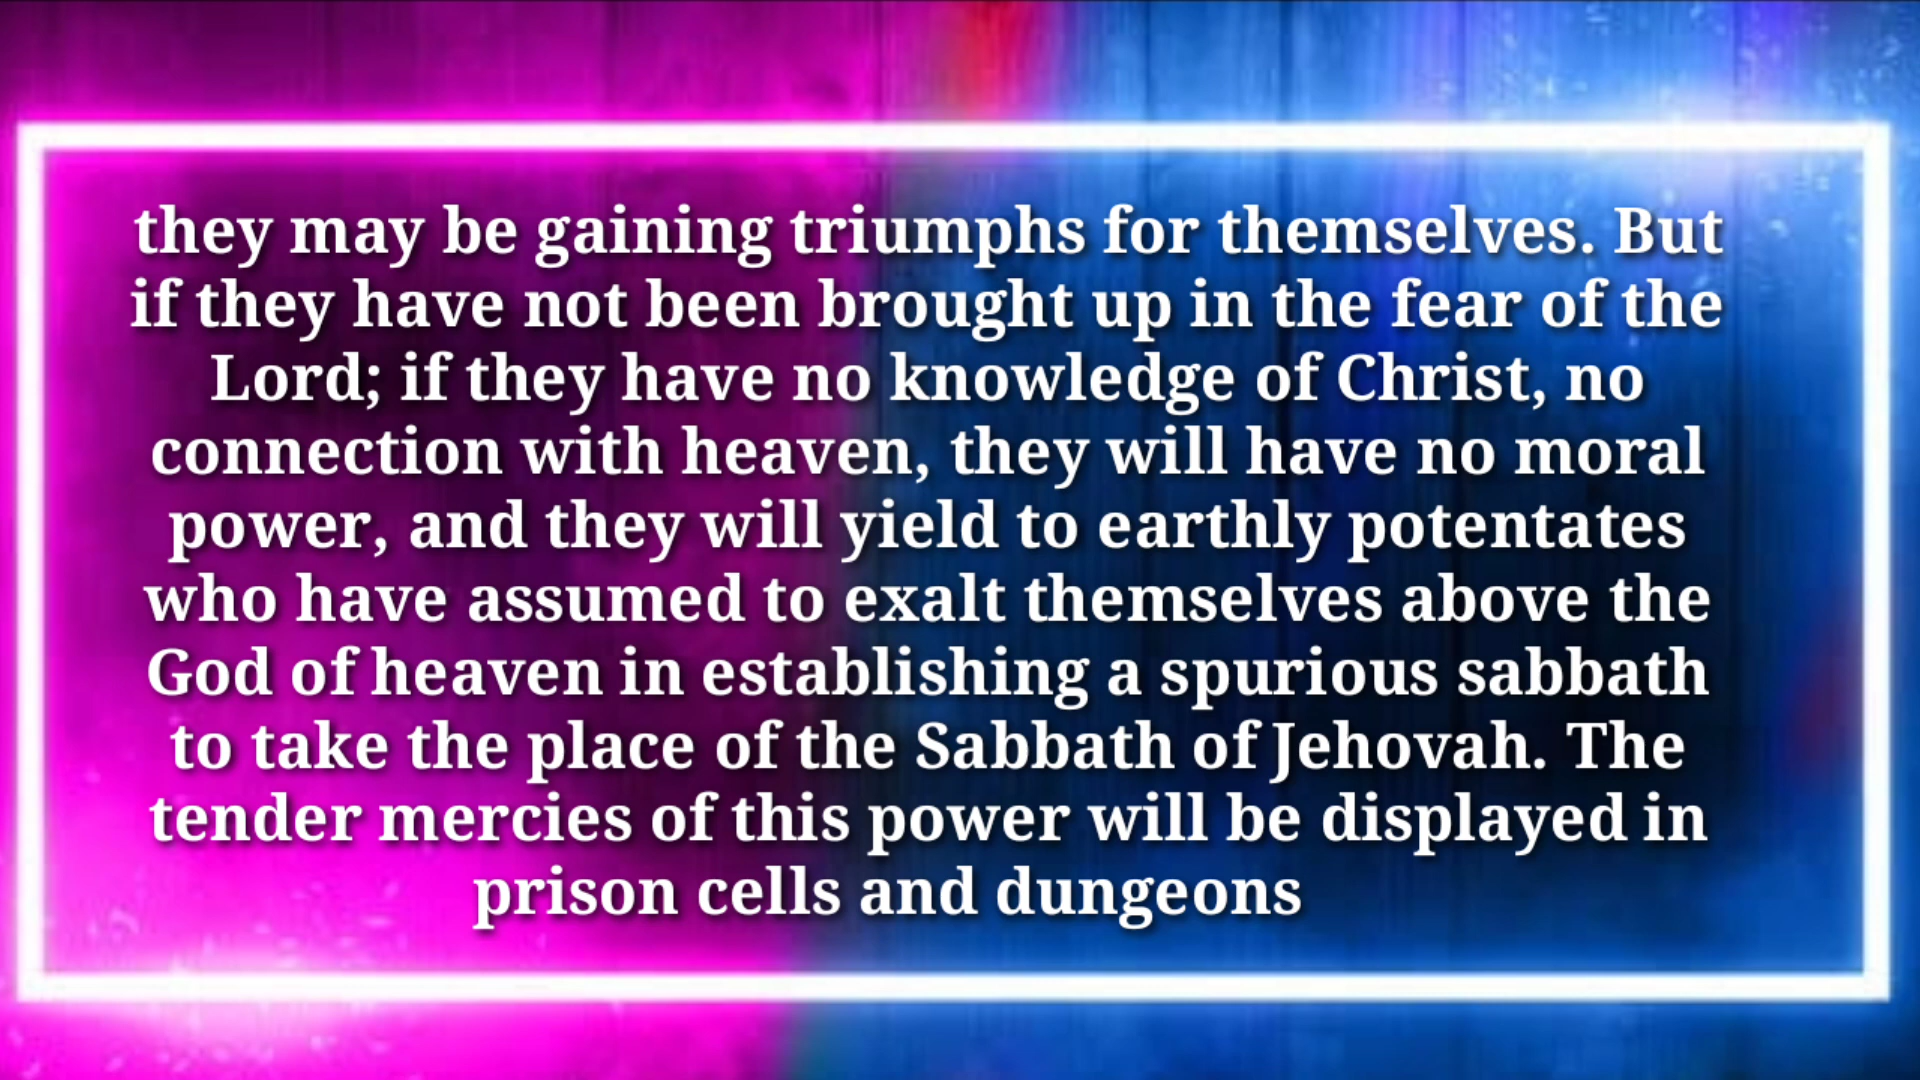 they may be gaining triumphs for themselves. But
if they have not been brought up in the fear of the
Lord; if they have no knowledge of Christ, no
connection with heaven, they will have no moral
power, and they will yield to earthly potentates
who have assumed to exalt themselves above the
God of heaven in establishing a spurious sabbath
to take the place of the Sabbath of Jehovah. The
tender mercies of this power will be displayed in
prison cells and dungeons